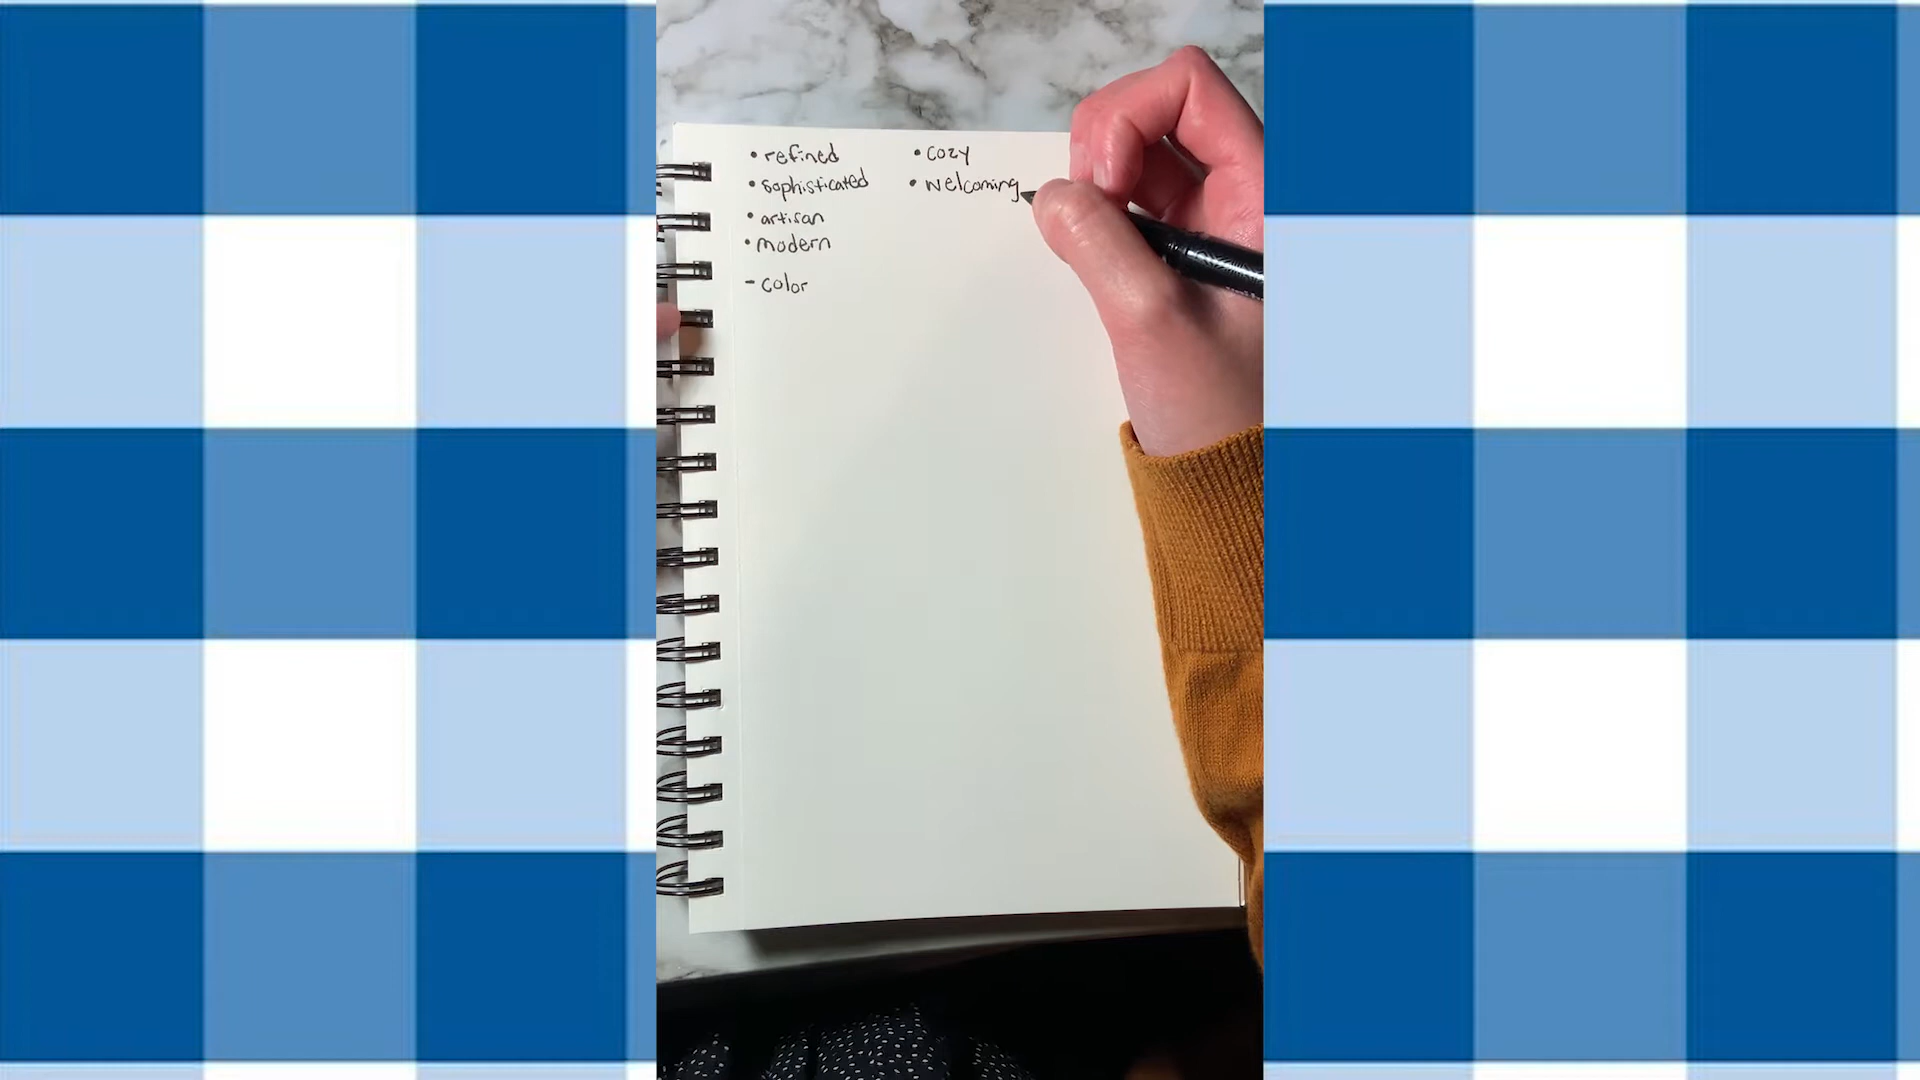 • refined
• sophisticated
• artisan
• modern
- color
• cozy
• welcoming